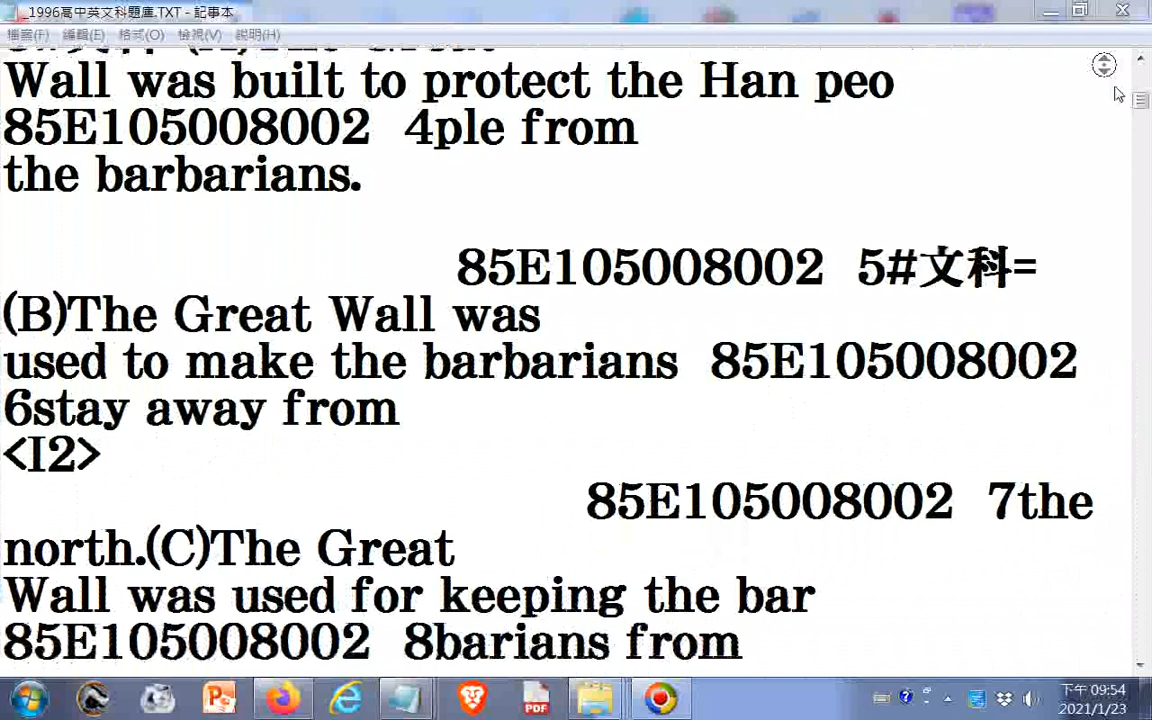 _1996高中英文科題庫.TXT - 記事本
檔案(F) 編輯(E) 格式(O) 檢視(V) 說明(H)
Wall was built to protect the Han peo
85E105008002 4ple from
the barbarians.
85E105008002 5#文科=
(B)The Great Wall was
used to make the barbarians 85E105008002
6stay away from
<I2>
85E105008002 7the
north.(C)The Great
Wall was used for keeping the bar
85E105008002 8barians from
PDF
下午 09:54
2021/1/23